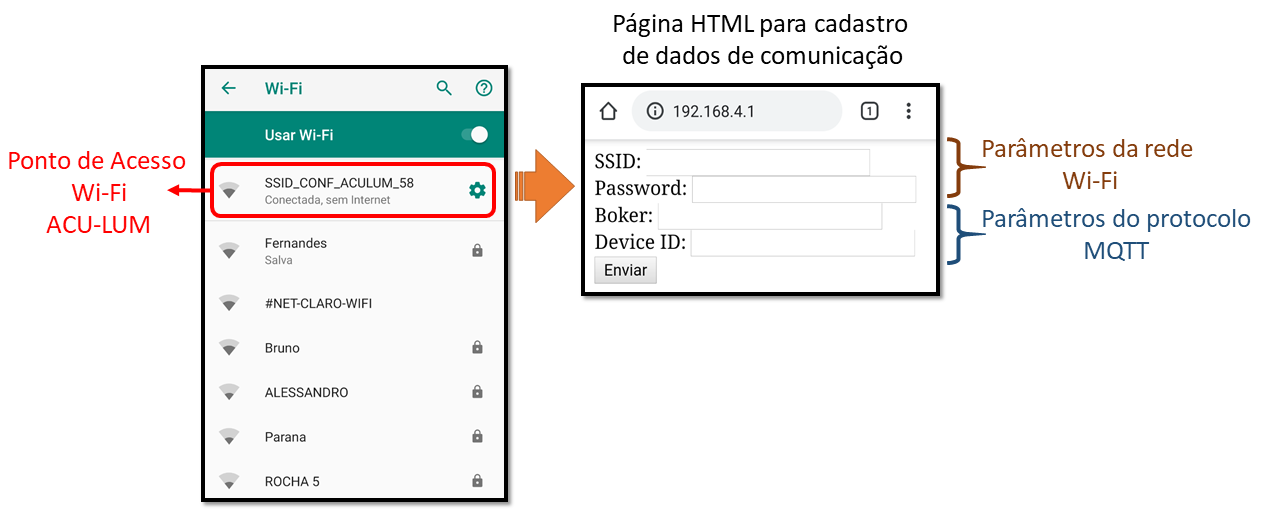 Página HTML para cadastro
de dados de comunicação
Wi-Fi
Usar Wi-Fi
SSID_CONF_ACULUM_58
Conectada, sem Internet
Fernandes
Salva
#NET-CLARO-WIFI
Bruno
ALESSANDRO
Parana
ROCHA 5
Ponto de Acesso
Wi-Fi
ACU-LUM
192.168.4.1
1
SSID:
Password:
Boker:
Device ID:
Enviar
Parâmetros da rede
Wi-Fi
Parâmetros do protocolo
MQTT